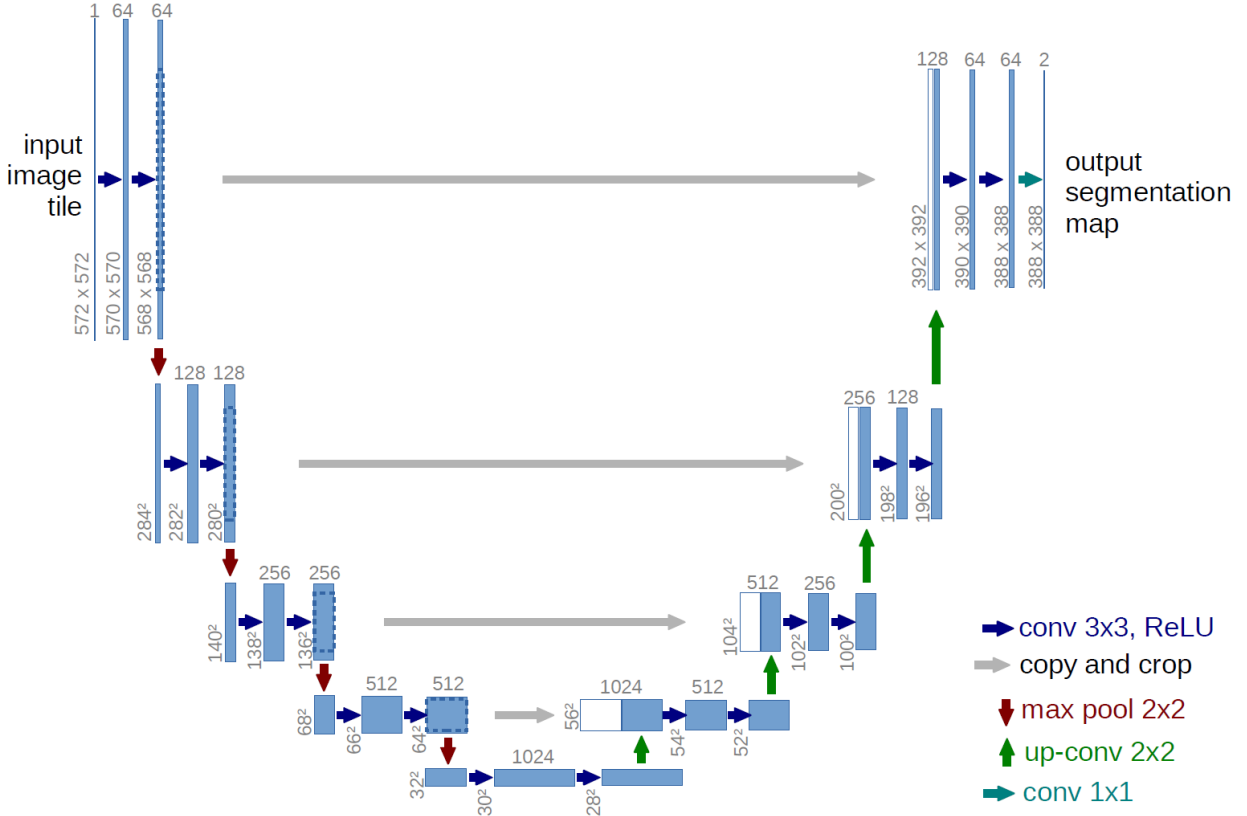 1 64 64
128 64 64 2
input
image
tile
output
segmentation
map
572 x 572
570 x 570
568 x 568
392 x 392
390 x 390
388 x 388
388 x 388
128 128
256 128
284²
282²
280²
200²
198²
196²
256 256
512 256
140²
138²
136²
104²
102²
100²
512 512
1024 512
68²
66²
64²
56²
54²
52²
1024
32²
30²
28²
conv 3x3, ReLU
copy and crop
max pool 2x2
up-conv 2x2
conv 1x1